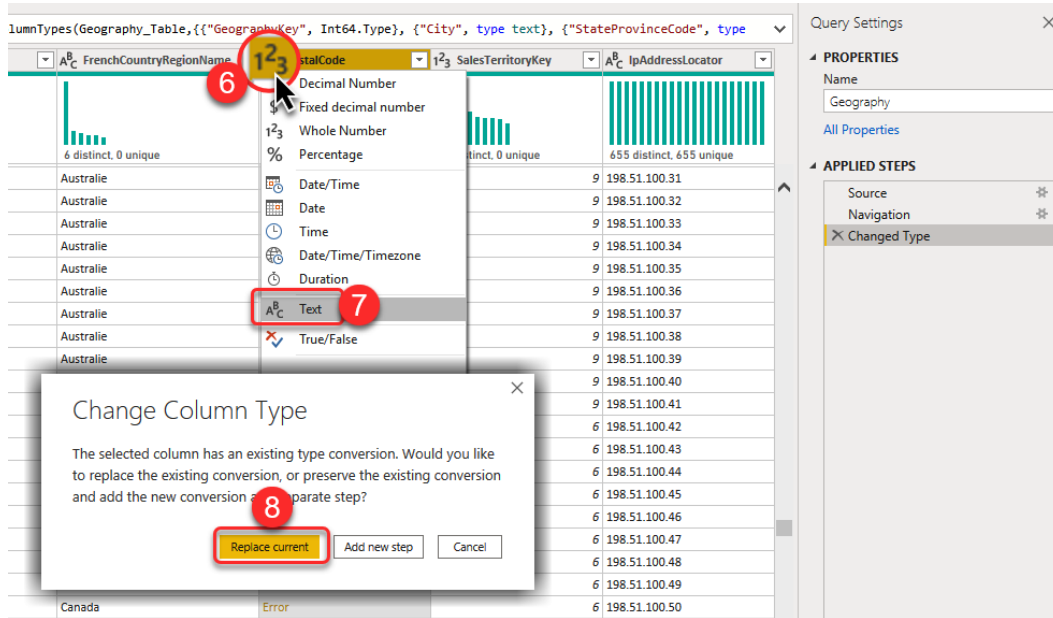 lumnTypes(Geography_Table,{{"GeographyKey", Int64.Type}, {"City", type text}, {"StateProvinceCode", type
Query Settings
PROPERTIES
Name
Geography
All Properties
APPLIED STEPS
Source
Navigation
Changed Type
ABC FrenchCountryRegionName
123
stalCode
123 SalesTerritoryKey
ABC IpAddressLocator
6
6 distinct, 0 unique
tinct, 0 unique
655 distinct, 655 unique
Decimal Number
$ Fixed decimal number
123 Whole Number
% Percentage
Date/Time
Date
Time
Date/Time/Timezone
Duration
ABC Text
7
True/False
Australie
Australie
Australie
Australie
Australie
Australie
Australie
Australie
Australie
9 198.51.100.31
9 198.51.100.32
9 198.51.100.33
9 198.51.100.34
9 198.51.100.35
9 198.51.100.36
9 198.51.100.37
9 198.51.100.38
9 198.51.100.39
9 198.51.100.40
9 198.51.100.41
6 198.51.100.42
6 198.51.100.43
6 198.51.100.44
6 198.51.100.45
6 198.51.100.46
6 198.51.100.47
6 198.51.100.48
6 198.51.100.49
Change Column Type
The selected column has an existing type conversion. Would you like
to replace the existing conversion, or preserve the existing conversion
and add the new conversion a parate step?
8
Replace current
Add new step
Cancel
Canada Error 6 198.51.100.50